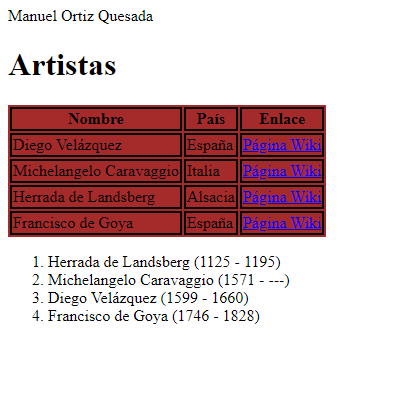 Manuel Ortiz Quesada
Artistas
Nombre País Enlace
Diego Velázquez España Página Wiki
Michelangelo Caravaggio Italia Página Wiki
Herrada de Landsberg Alsacia Página Wiki
Francisco de Goya España Página Wiki
1. Herrada de Landsberg (1125 - 1195)
2. Michelangelo Caravaggio (1571 - ---)
3. Diego Velázquez (1599 - 1660)
4. Francisco de Goya (1746 - 1828)